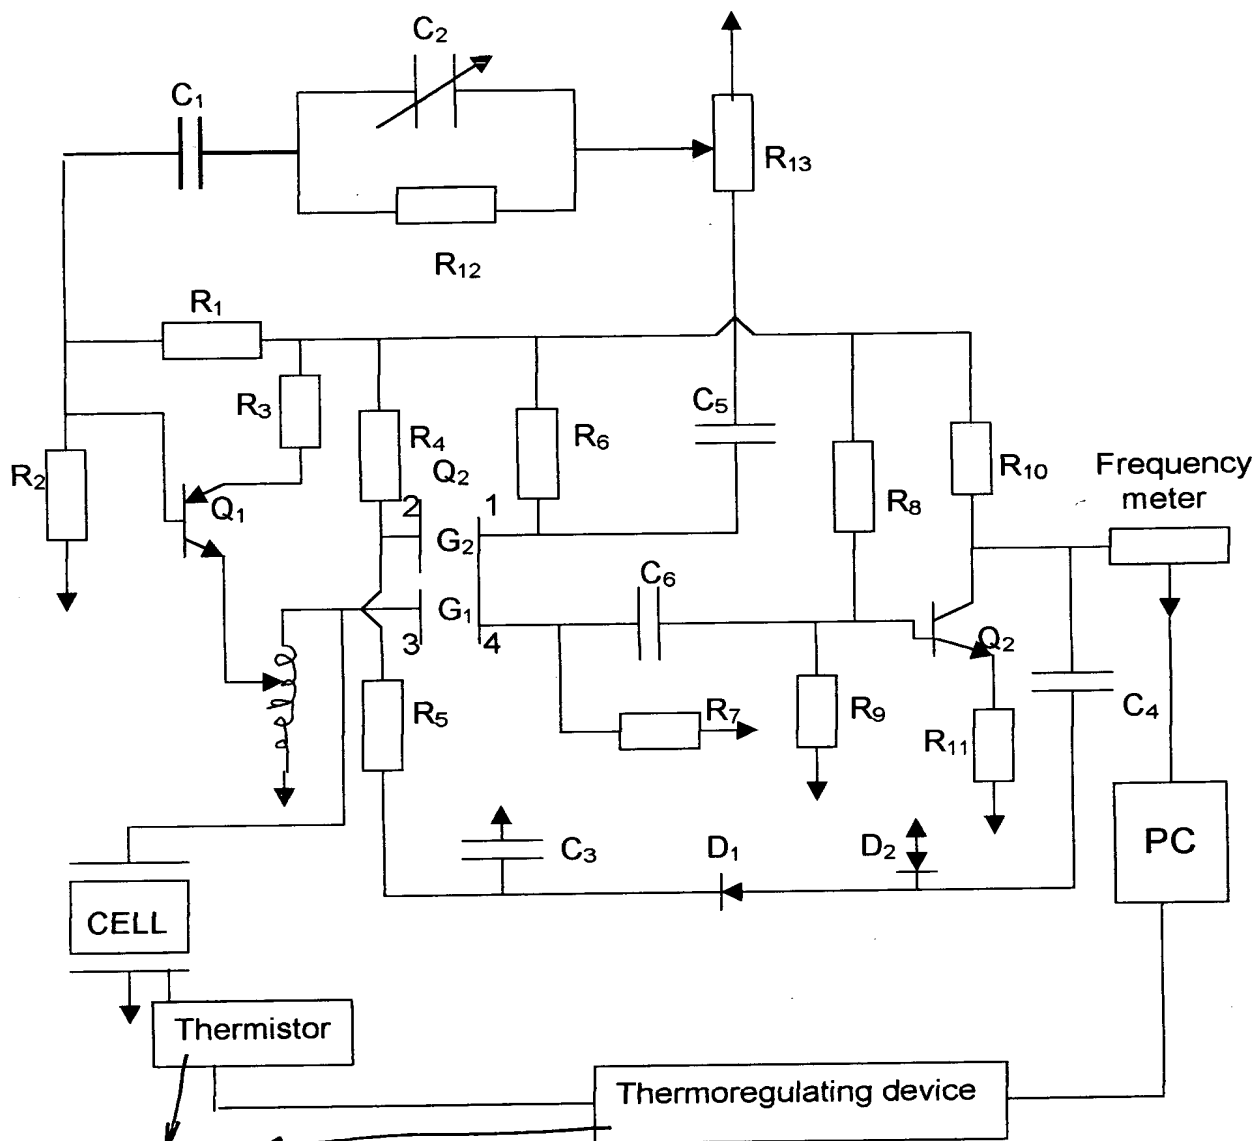 C₂
C₁
R₁₃
R₁₂
R₁
R₃
R₄
R₆
C₅
R₂
Q₁
Q₂
R₈
R₁₀
Frequency
meter
2
1
G₂
C₆
G₁
3
4
Q₂
R₅
R₇
R₉
R₁₁
C₄
C₃
D₁
D₂
PC
CELL
Thermistor
Thermoregulating device